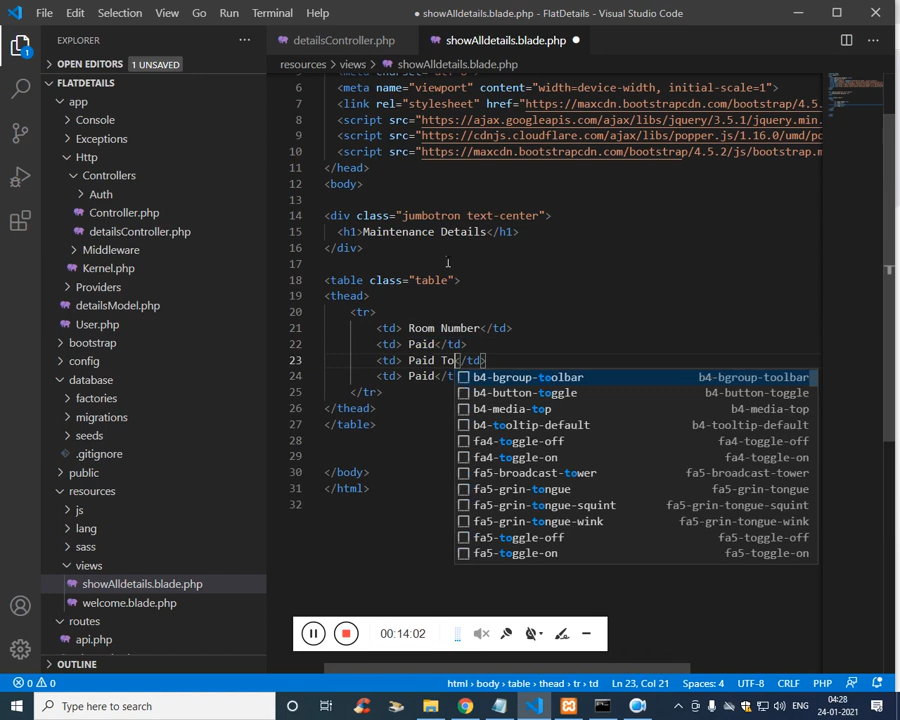 File Edit Selection View Go Run Terminal Help ● showAlldetails.blade.php - FlatDetails - Visual Studio Code
EXPLORER ···
detailsController.php showAlldetails.blade.php ●
OPEN EDITORS 1 UNSAVED
resources > views > showAlldetails.blade.php
FLATDETAILS
app
Console
Exceptions
Http
Controllers
Auth
Controller.php
detailsController.php
Middleware
Kernel.php
Providers
detailsModel.php
User.php
bootstrap
config
database
factories
migrations
seeds
.gitignore
public
resources
js
lang
sass
views
showAlldetails.blade.php
welcome.blade.php
routes
api.php
OUTLINE
6 <meta name="viewport" content="width=device-width, initial-scale=1">
7 <link rel="stylesheet" href="https://maxcdn.bootstrapcdn.com/bootstrap/4.5.
8 <script src="https://ajax.googleapis.com/ajax/libs/jquery/3.5.1/jquery.min.
9 <script src="https://cdnjs.cloudflare.com/ajax/libs/popper.js/1.16.0/umd/po
10 <script src="https://maxcdn.bootstrapcdn.com/bootstrap/4.5.2/js/bootstrap.m
11 </head>
12 <body>
13
14 <div class="jumbotron text-center">
15 <h1>Maintenance Details</h1>
16 </div>
17
18 <table class="table">
19 <thead>
20 <tr>
21 <td> Room Number</td>
22 <td> Paid</td>
23 <td> Paid To</td>
24 <td> Paid</t
25 </tr>
26 </thead>
27 </table>
28
29
30 </body>
31 </html>
32
b4-bgroup-toolbar b4-bgroup-toolbar
b4-button-toggle b4-button-toggle
b4-media-top b4-media-top
b4-tooltip-default b4-tooltip-default
fa4-toggle-off fa4-toggle-off
fa4-toggle-on fa4-toggle-on
fa5-broadcast-tower fa5-broadcast-tower
fa5-grin-tongue fa5-grin-tongue
fa5-grin-tongue-squint fa5-grin-tongue-squint
fa5-grin-tongue-wink fa5-grin-tongue-wink
fa5-toggle-off fa5-toggle-off
fa5-toggle-on fa5-toggle-on
00:14:02
0 0 html > body > table > thead > tr > td Ln 23, Col 21 Spaces: 4 UTF-8 CRLF PHP
Type here to search
04:28
24-01-2021